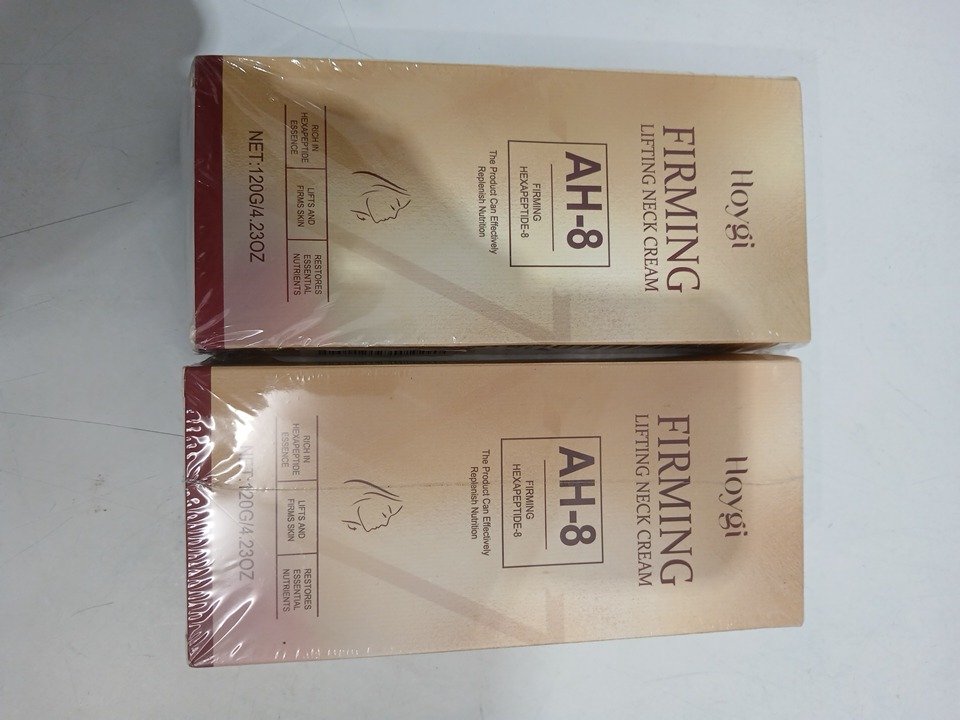 Hoygi
FIRMING
LIFTING NECK CREAM
AH-8
FIRMING
HEXAPEPTIDE-8
The Product Can Effectively
Replenish Nutrition
RICH IN
HEXAPEPTIDE
ESSENCE
LIFTS AND
FIRMS SKIN
RESTORES
ESSENTIAL
NUTRIENTS
NET:120G/4.23OZ
Hoygi
FIRMING
LIFTING NECK CREAM
AH-8
FIRMING
HEXAPEPTIDE-8
The Product Can Effectively
Replenish Nutrition
RICH IN
HEXAPEPTIDE
ESSENCE
LIFTS AND
FIRMS SKIN
RESTORES
ESSENTIAL
NUTRIENTS
NET:120G/4.23OZ